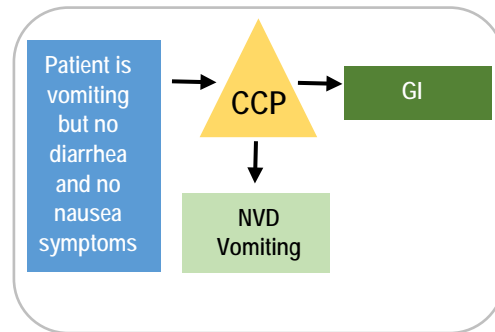 Patient is
vomiting
but no
diarrhea
and no
nausea
symptoms
CCP
GI
NVD
Vomiting